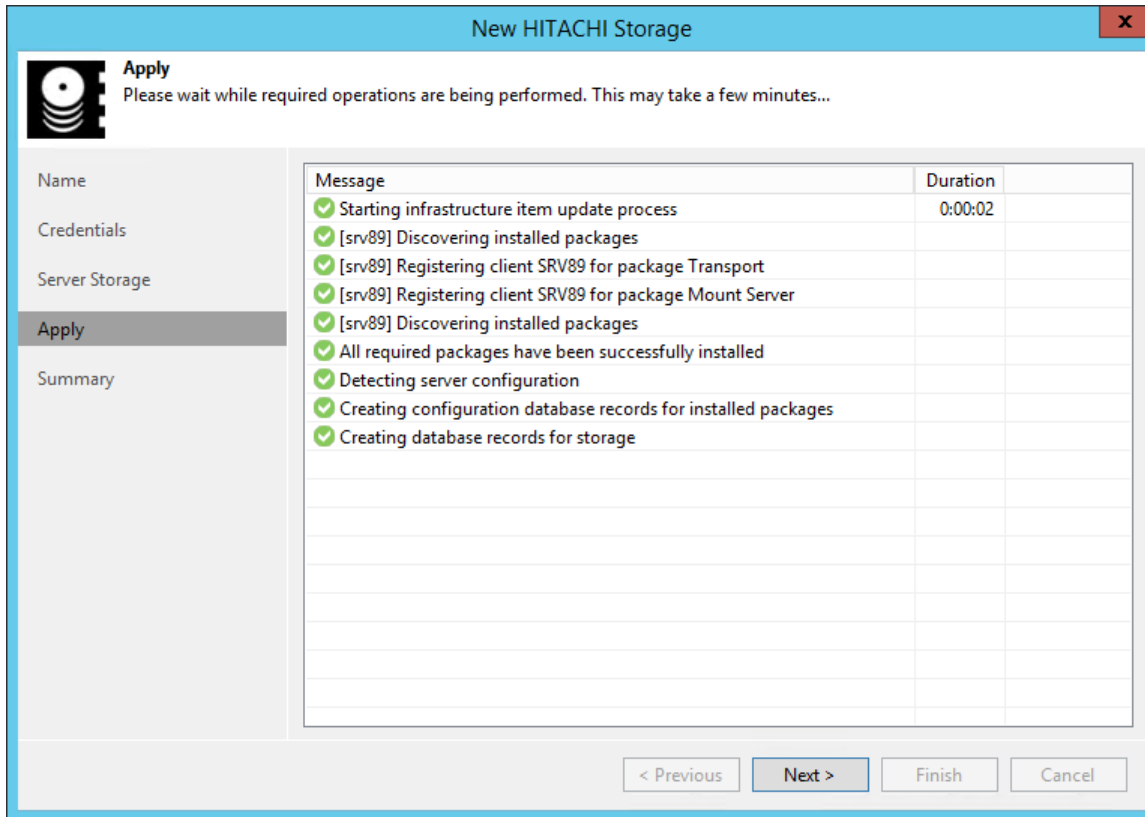 New HITACHI Storage
x
Apply
Please wait while required operations are being performed. This may take a few minutes...
Name
Credentials
Server Storage
Apply
Summary
Message Duration
Starting infrastructure item update process 0:00:02
[srv89] Discovering installed packages
[srv89] Registering client SRV89 for package Transport
[srv89] Registering client SRV89 for package Mount Server
[srv89] Discovering installed packages
All required packages have been successfully installed
Detecting server configuration
Creating configuration database records for installed packages
Creating database records for storage
< Previous Next > Finish Cancel